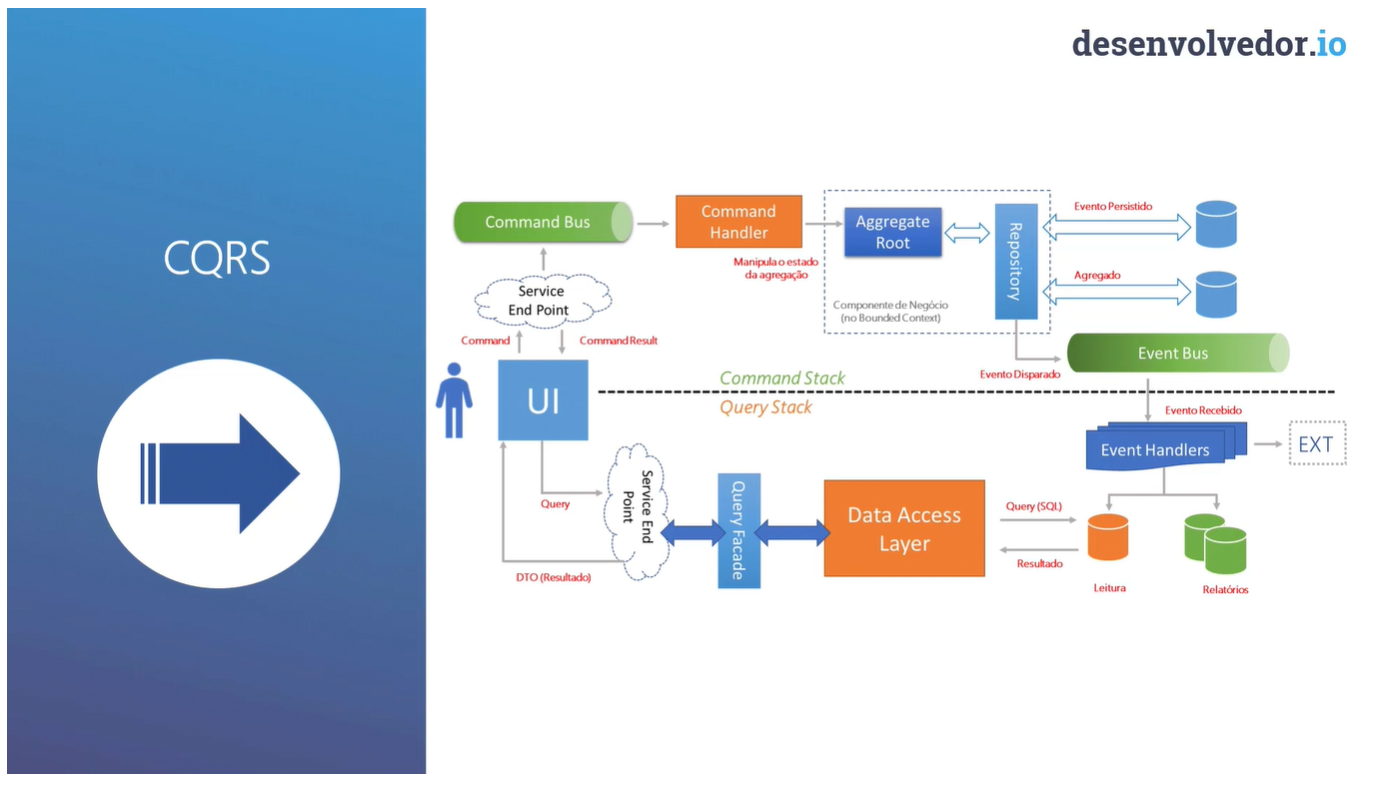 desenvolvedor.io
CQRS
Command Bus
Command
Handler
Manipula o estado
da agregação
Aggregate
Root
Repository
Componente de Negócio
(no Bounded Context)
Evento Persistido
Agregado
Service
End Point
Command
Command Result
UI
Evento Disparado
Event Bus
Command Stack
Query Stack
Evento Recebido
Event Handlers
EXT
Query
Service End
Point
DTO (Resultado)
Query Facade
Data Access
Layer
Query (SQL)
Resultado
Leitura
Relatórios